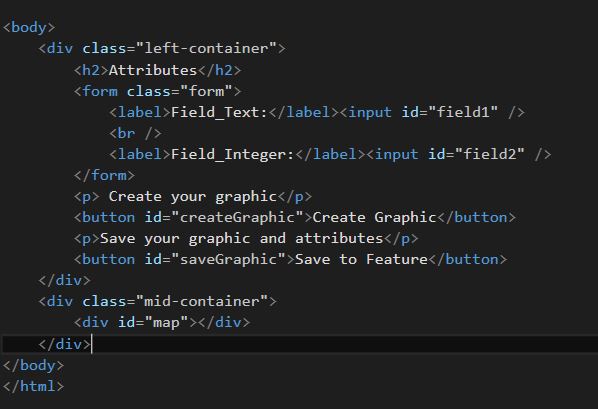 <body>
<div class="left-container">
<h2>Attributes</h2>
<form class="form">
<label>Field_Text:</label><input id="field1" />
<br />
<label>Field_Integer:</label><input id="field2" />
</form>
<p> Create your graphic</p>
<button id="createGraphic">Create Graphic</button>
<p>Save your graphic and attributes</p>
<button id="saveGraphic">Save to Feature</button>
</div>
<div class="mid-container">
<div id="map"></div>
</div>
</body>
</html>